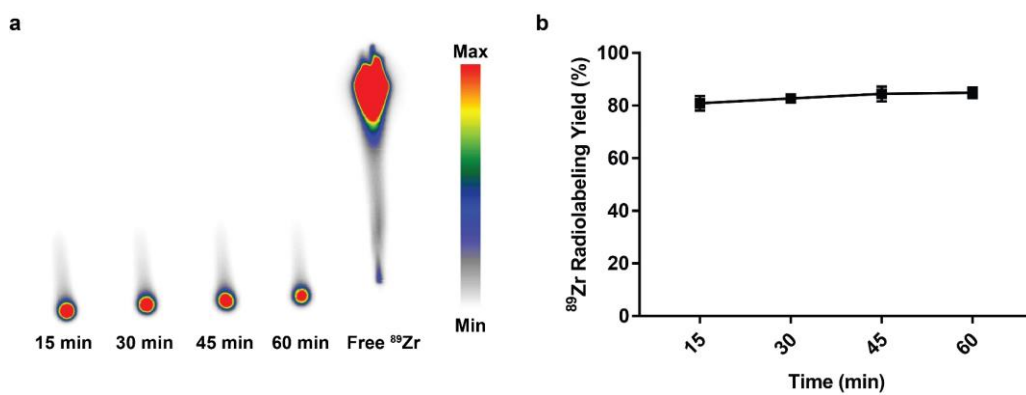 a
Max
Min
15 min 30 min 45 min 60 min Free ⁸⁹Zr
b
⁸⁹Zr Radiolabeling Yield (%)
100
80
60
40
20
0
15 30 45 60
Time (min)